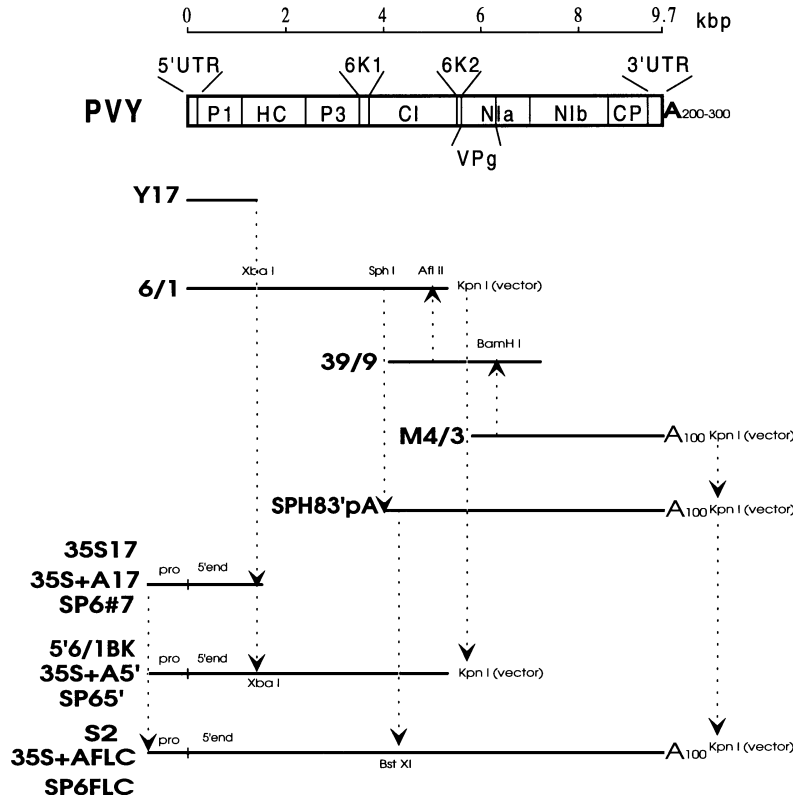 0 2 4 6 8 9.7 kbp
5'UTR 6K1 6K2 3'UTR
PVY P1 HC P3 CI NIa NIb CP A200-300
VPg
Y17
Xba I Sph I Afl II
6/1 Kpn I (vector)
BamH I
39/9
M4/3 A100 Kpn I (vector)
SPH83'pA A100 Kpn I (vector)
35S17
pro 5'end
35S+A17
SP6#7
5'6/1BK
pro 5'end
35S+A5' Kpn I (vector)
Xba I
SP65'
S2
pro 5'end
35S+AFLC A100 Kpn I (vector)
Bst XI
SP6FLC